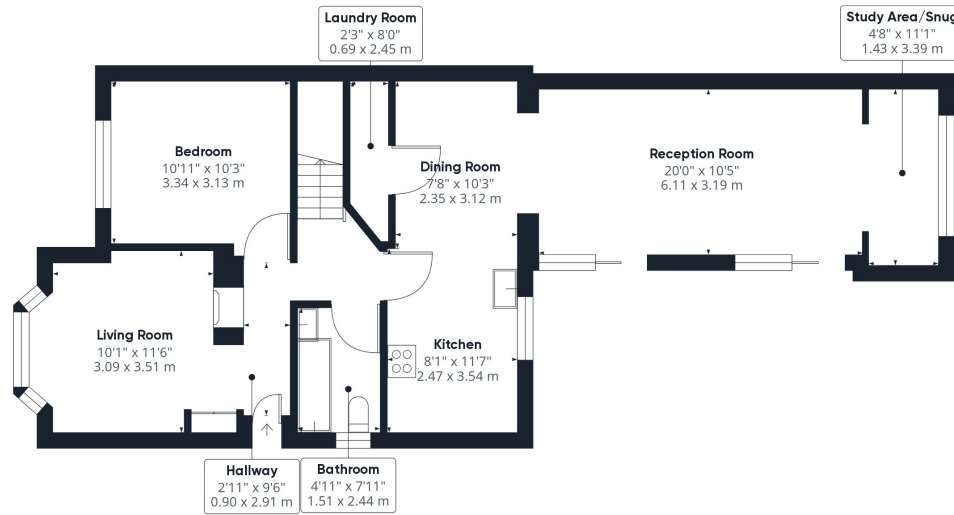 Laundry Room
2'3" x 8'0"
0.69 x 2.45 m
Study Area/Snug
4'8" x 11'1"
1.43 x 3.39 m
Bedroom
10'11" x 10'3"
3.34 x 3.13 m
Dining Room
7'8" x 10'3"
2.35 x 3.12 m
Reception Room
20'0" x 10'5"
6.11 x 3.19 m
Living Room
10'1" x 11'6"
3.09 x 3.51 m
Kitchen
8'1" x 11'7"
2.47 x 3.54 m
Hallway
2'11" x 9'6"
0.90 x 2.91 m
Bathroom
4'11" x 7'11"
1.51 x 2.44 m